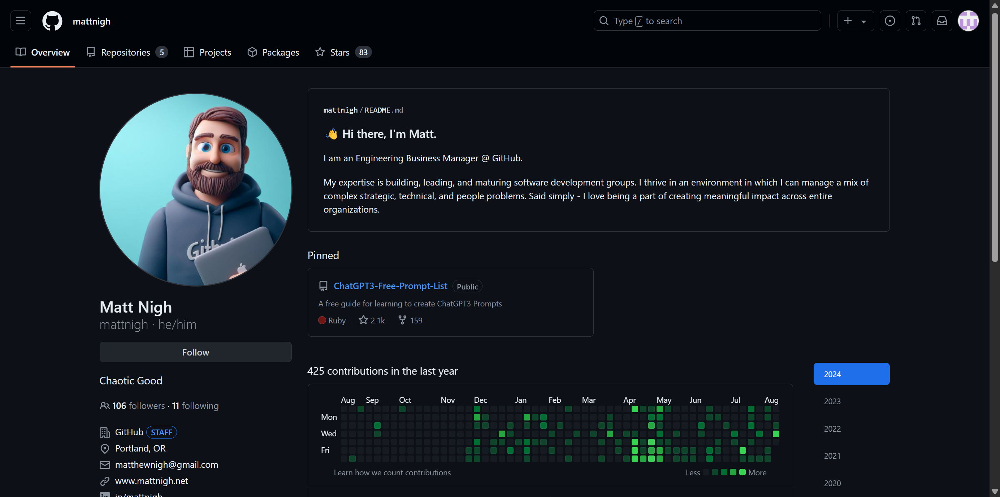 mattnigh
Type / to search
Overview
Repositories 5
Projects
Packages
Stars 83
mattnigh / README.md
👋 Hi there, I'm Matt.
I am an Engineering Business Manager @ GitHub.
My expertise is building, leading, and maturing software development groups. I thrive in an environment in which I can manage a mix of
complex strategic, technical, and people problems. Said simply - I love being a part of creating meaningful impact across entire
organizations.
Matt Nigh
mattnigh · he/him
Follow
Chaotic Good
106 followers · 11 following
GitHub STAFF
Portland, OR
matthewnigh@gmail.com
www.mattnigh.net
in/mattnigh
Pinned
ChatGPT3-Free-Prompt-List Public
A free guide for learning to create ChatGPT3 Prompts
Ruby 2.1k 159
425 contributions in the last year
Aug Sep Oct Nov Dec Jan Feb Mar Apr May Jun Jul Aug
Mon
Wed
Fri
Learn how we count contributions
Less More
2024
2023
2022
2021
2020